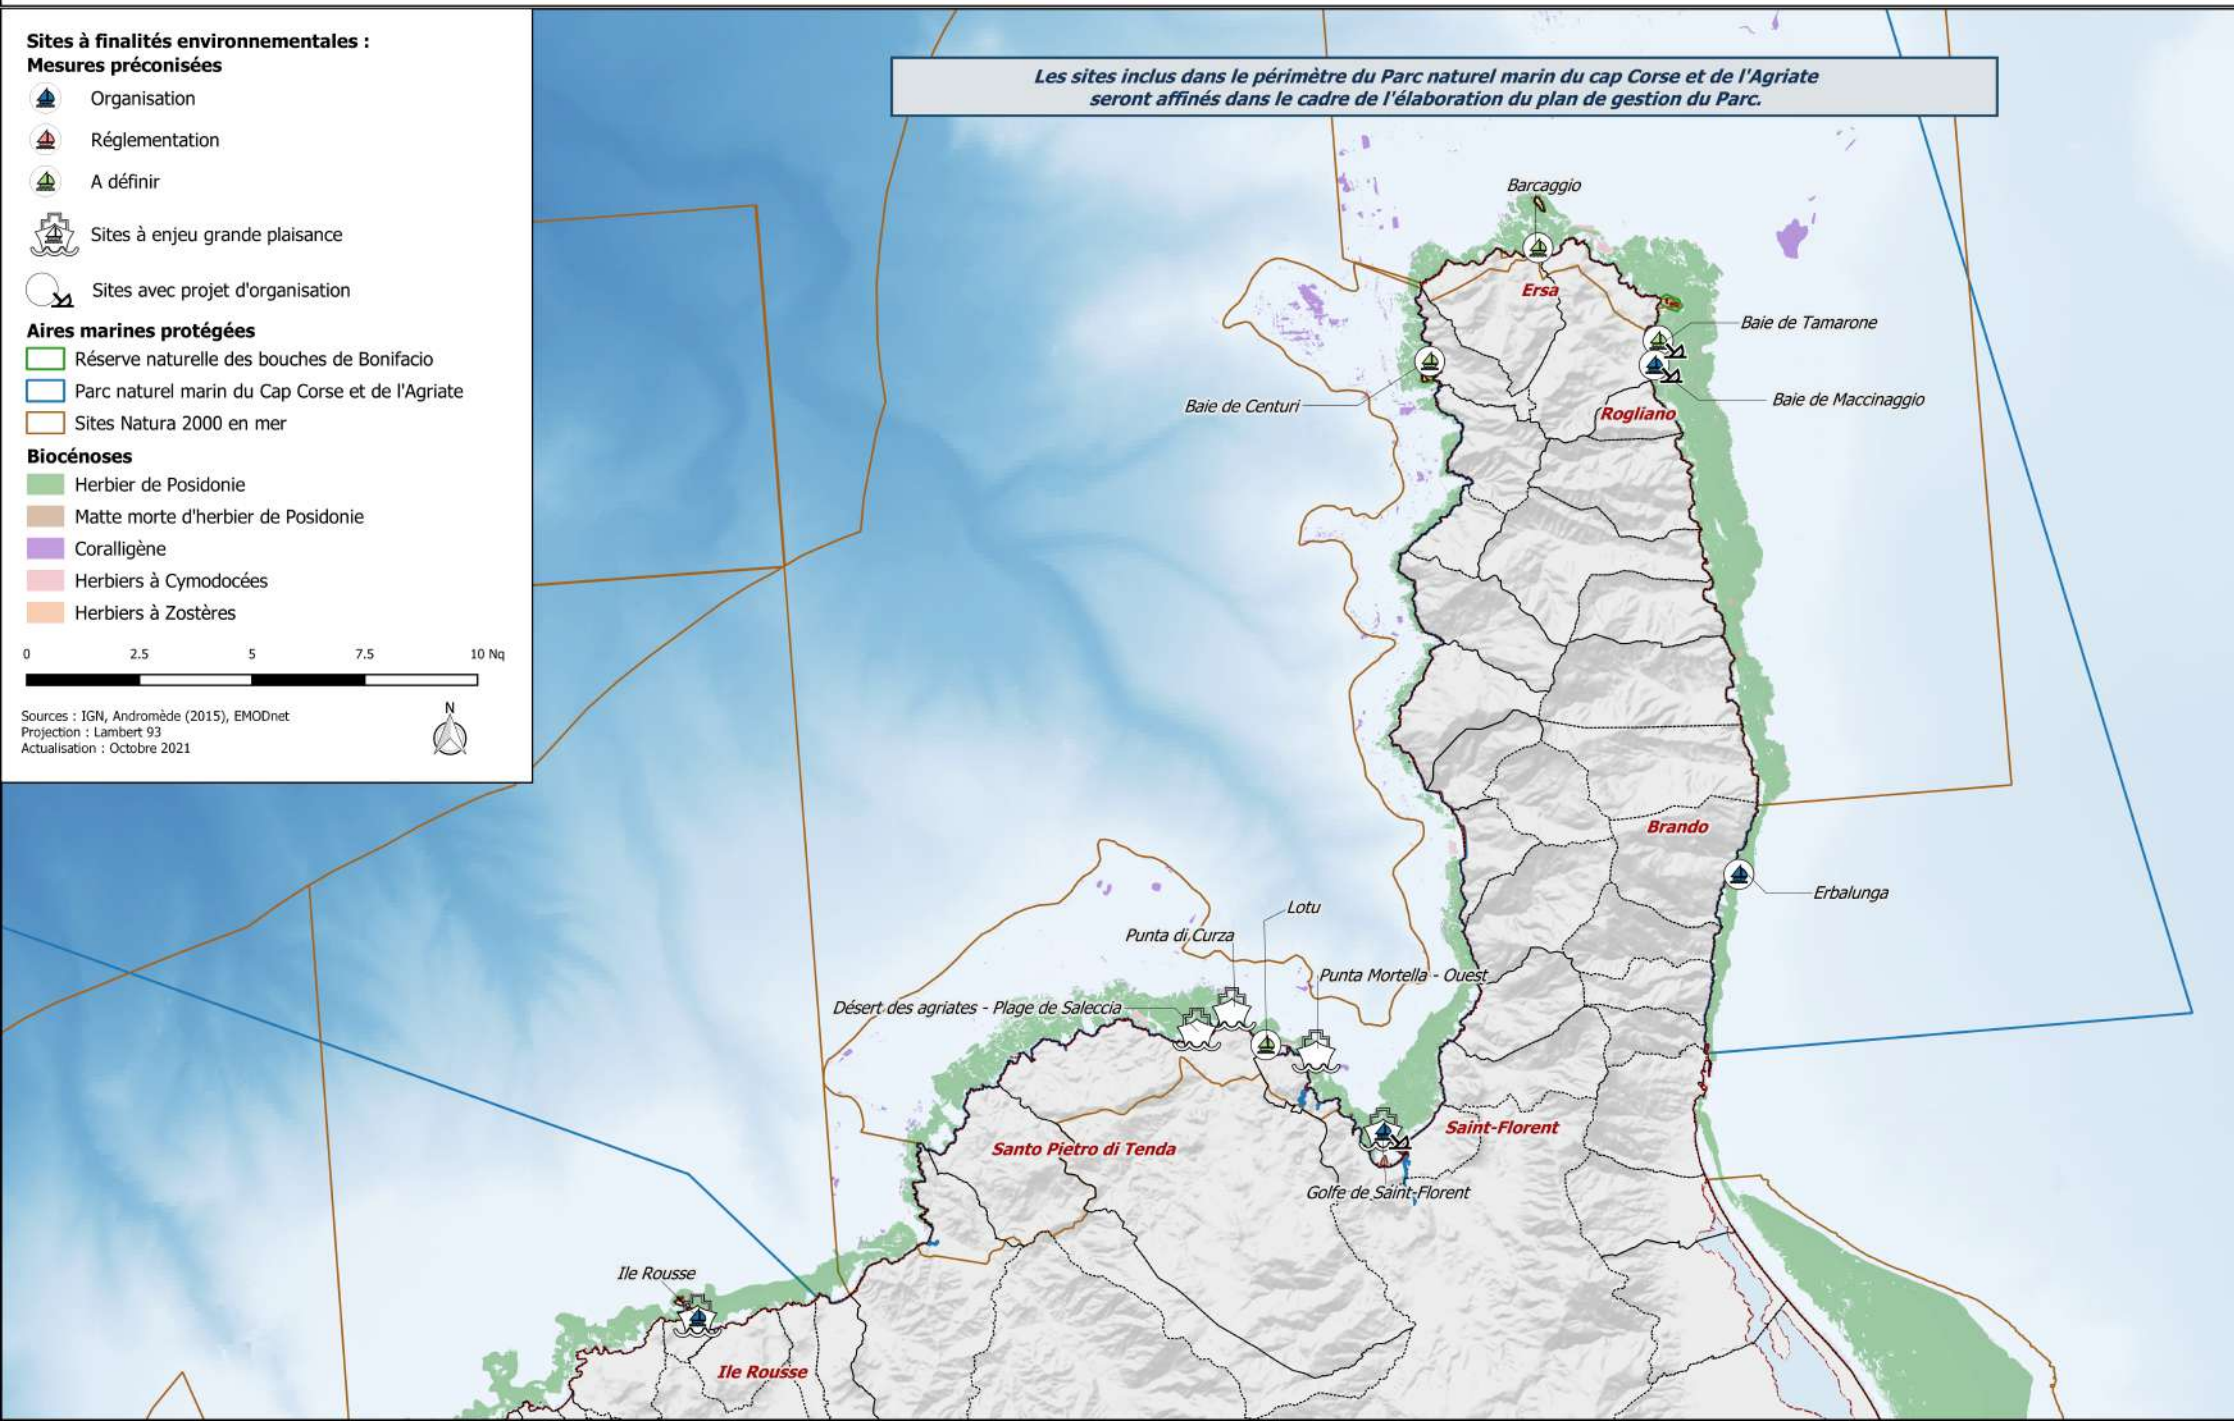 Sites à finalités environnementales :
Mesures préconisées
Organisation
Réglementation
A définir
Sites à enjeu grande plaisance
Sites avec projet d'organisation
Aires marines protégées
Réserve naturelle des bouches de Bonifacio
Parc naturel marin du Cap Corse et de l'Agriate
Sites Natura 2000 en mer
Biocénoses
Herbier de Posidonie
Matte morte d'herbier de Posidonie
Coralligène
Herbiers à Cymodocées
Herbiers à Zostères
0 2.5 5 7.5 10 Nq
Sources : IGN, Andromède (2015), EMODnet
Projection : Lambert 93
Actualisation : Octobre 2021
N
Les sites inclus dans le périmètre du Parc naturel marin du cap Corse et de l'Agriate
seront affinés dans le cadre de l'élaboration du plan de gestion du Parc.
Barcaggio
Ersa
Baie de Tamarone
Baie de Centuri
Baie de Maccinaggio
Rogliano
Brando
Erbalunga
Lotu
Punta di Curza
Punta Mortella - Ouest
Désert des agriates - Plage de Saleccia
Saint-Florent
Santo Pietro di Tenda
Golfe de Saint-Florent
Ile Rousse
Ile Rousse